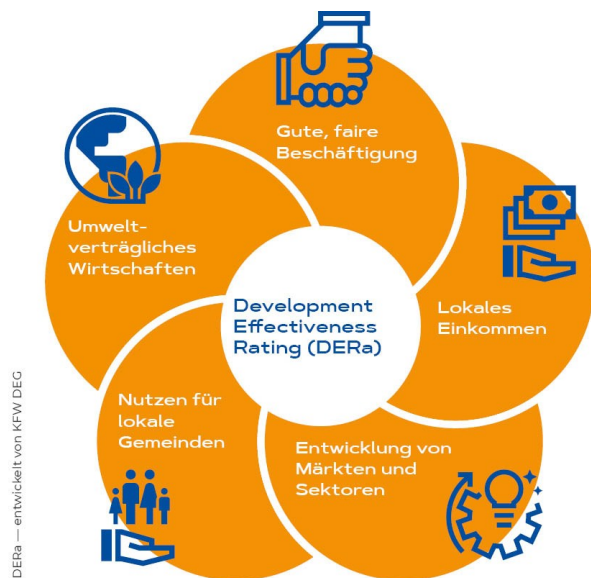 Gute, faire
Beschäftigung
Umwelt-
verträgliches
Wirtschaften
Development
Effectiveness
Rating (DERa)
Lokales
Einkommen
Nutzen für
lokale
Gemeinden
Entwicklung von
Märkten und
Sektoren
DERa — entwickelt von KFW DEG